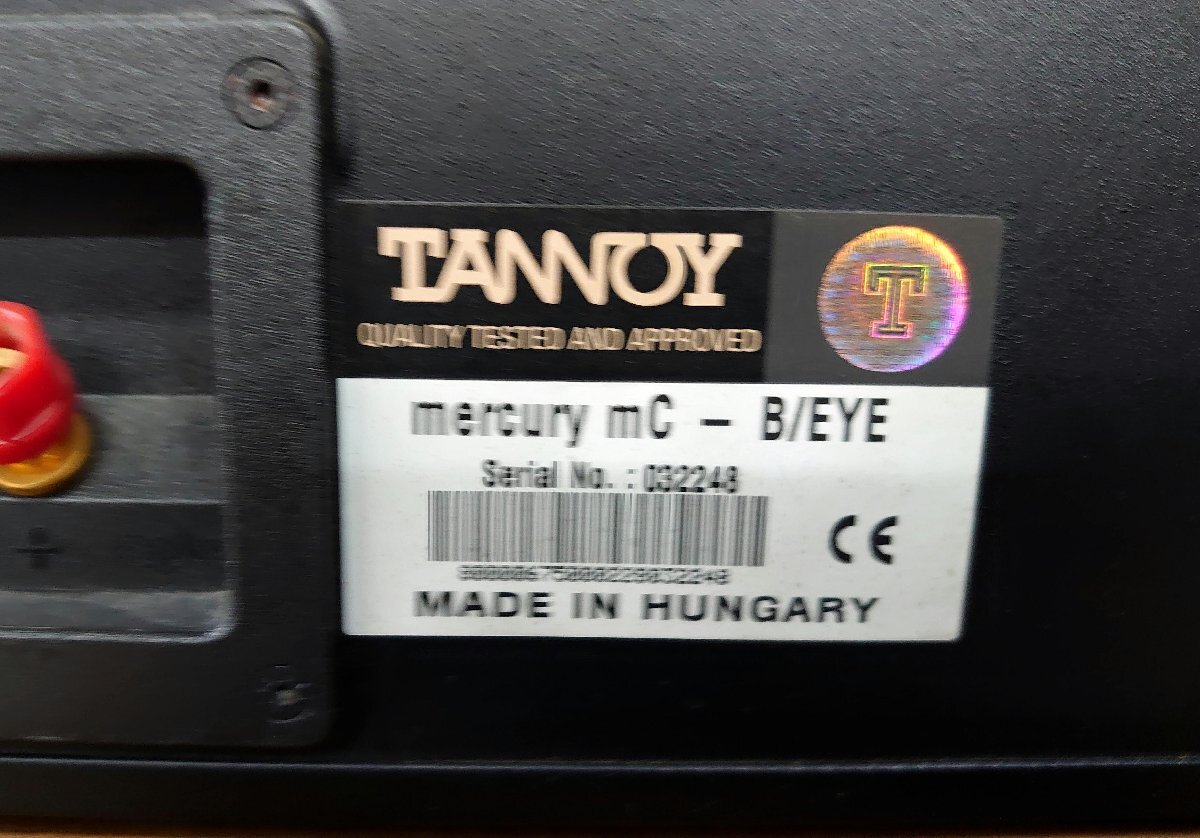 TANNOY
T
QUALITY TESTED AND APPROVED
mercury mC - B/EYE
Serial No. : 032248
CE
MADE IN HUNGARY
+